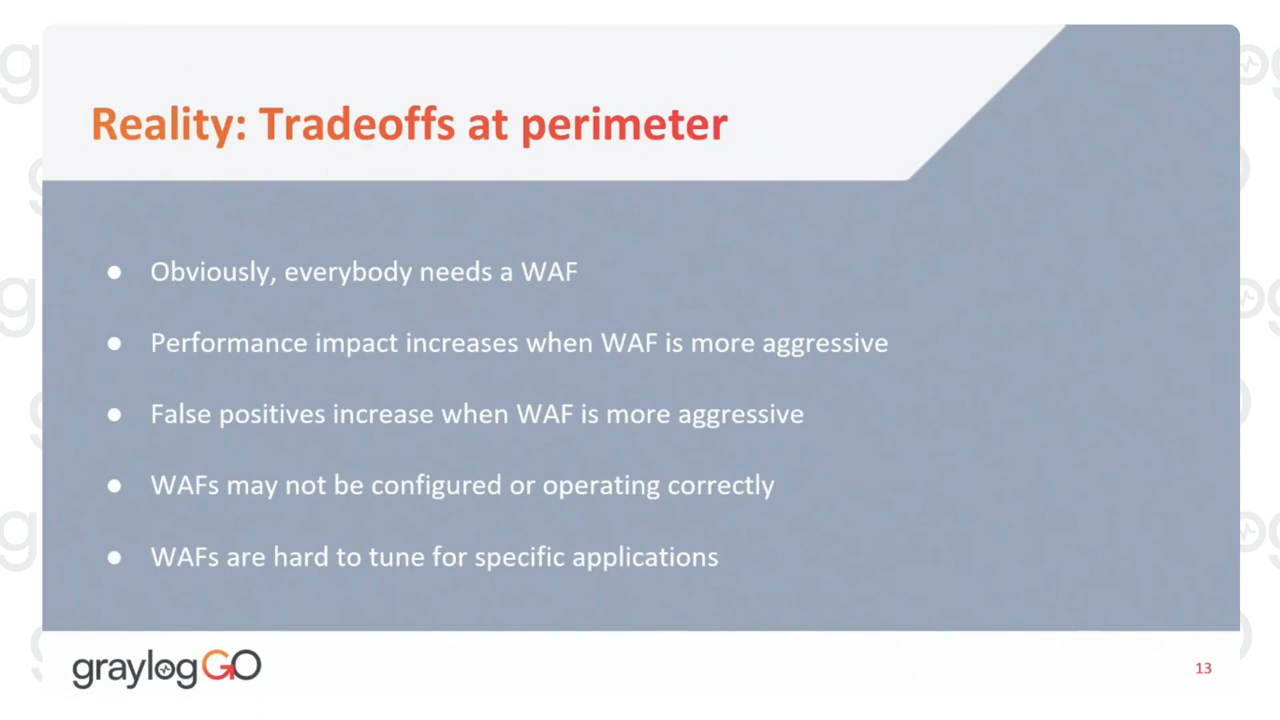 Reality: Tradeoffs at perimeter
● Obviously, everybody needs a WAF
● Performance impact increases when WAF is more aggressive
● False positives increase when WAF is more aggressive
● WAFs may not be configured or operating correctly
● WAFs are hard to tune for specific applications
graylog GO
13